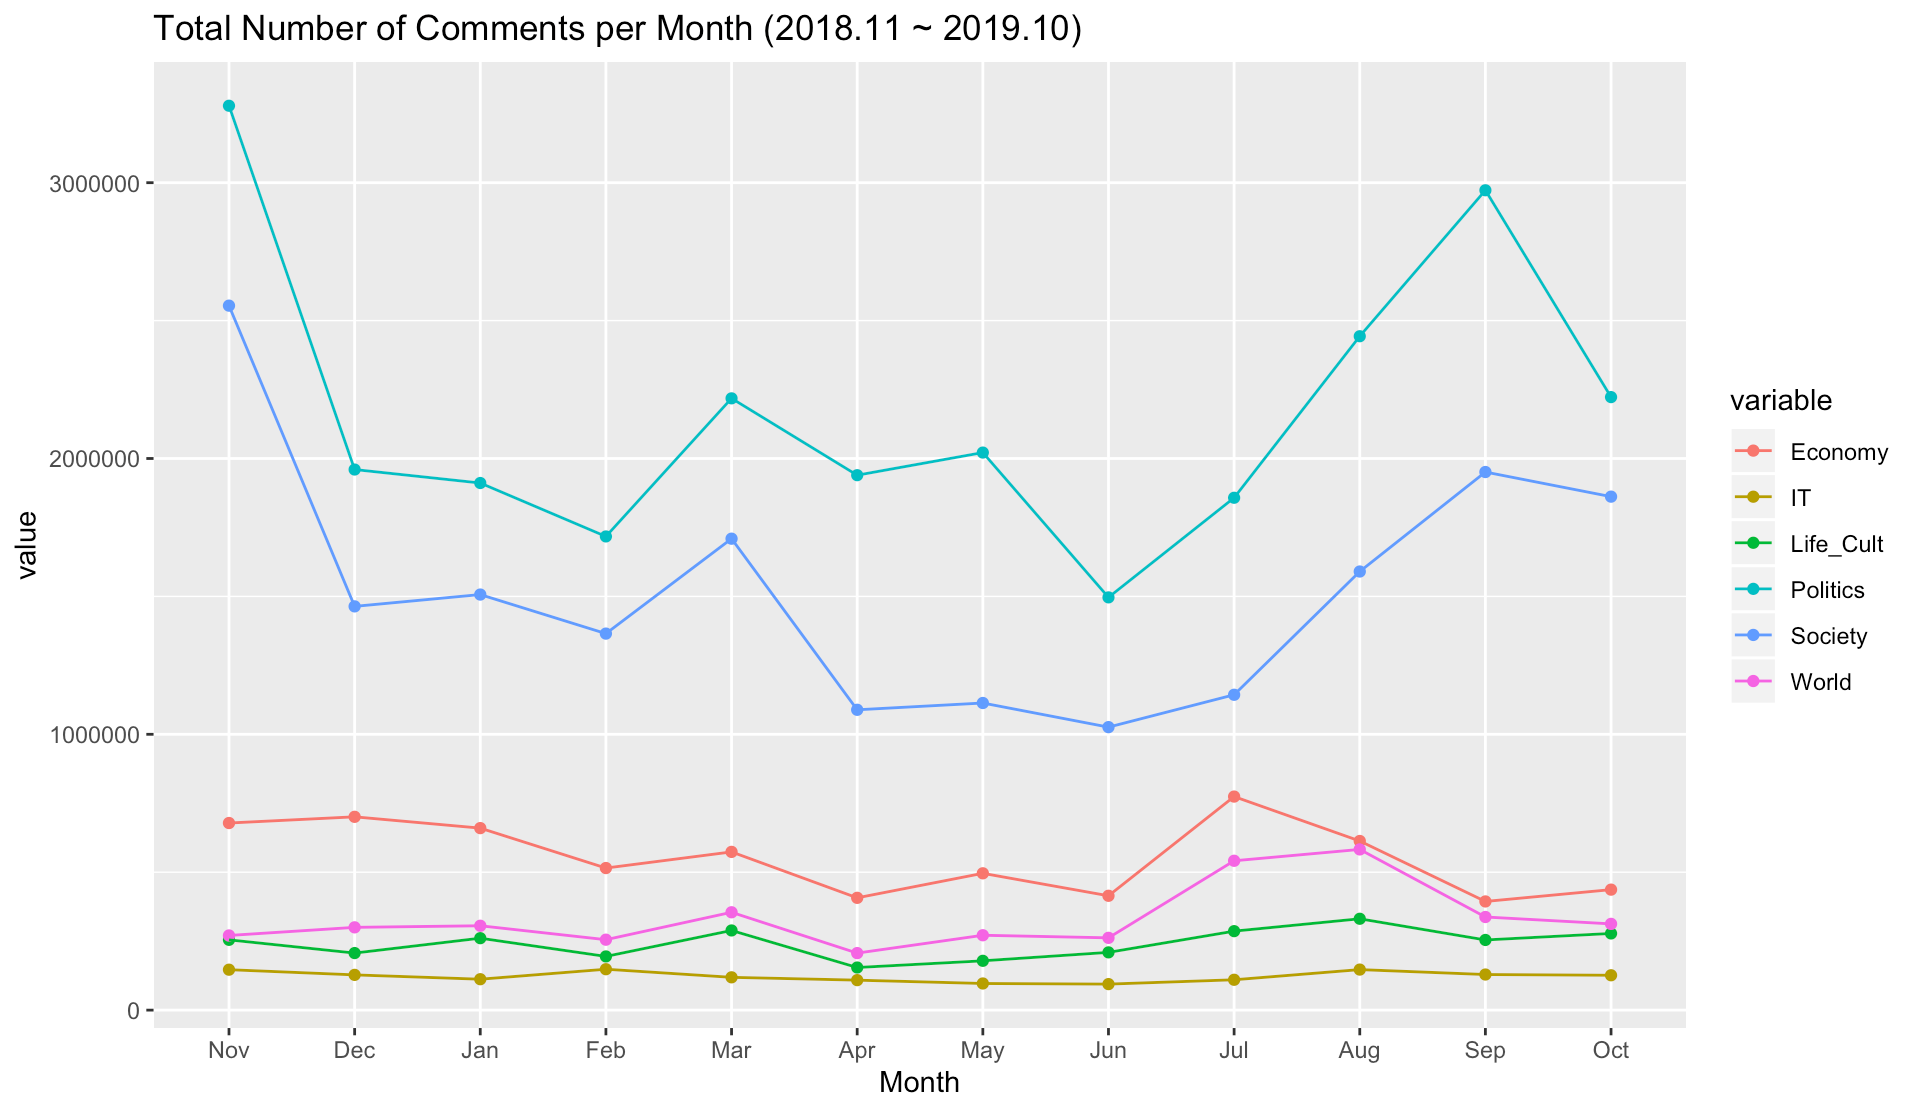 Total Number of Comments per Month (2018.11 ~ 2019.10)
value
3000000
2000000
1000000
0
Nov Dec Jan Feb Mar Apr May Jun Jul Aug Sep Oct
Month
variable
Economy
IT
Life_Cult
Politics
Society
World